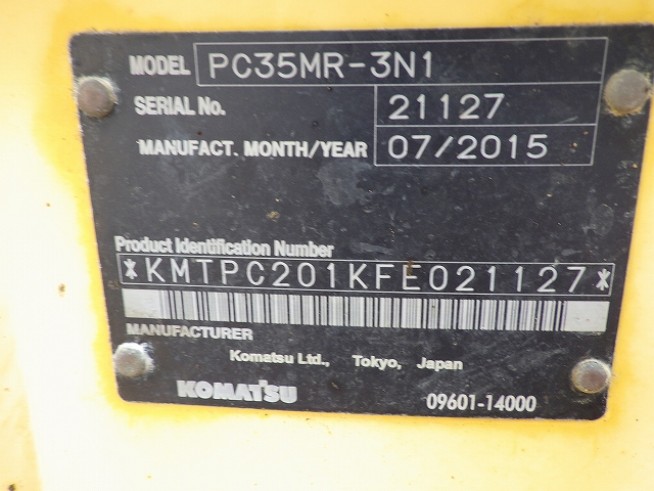 MODEL PC35MR-3N1
SERIAL No. 21127
MANUFACT. MONTH/YEAR 07/2015
Product Identification Number
*KMTPC201KFE021127*
MANUFACTURER
Komatsu Ltd., Tokyo, Japan
KOMATSU 09601-14000